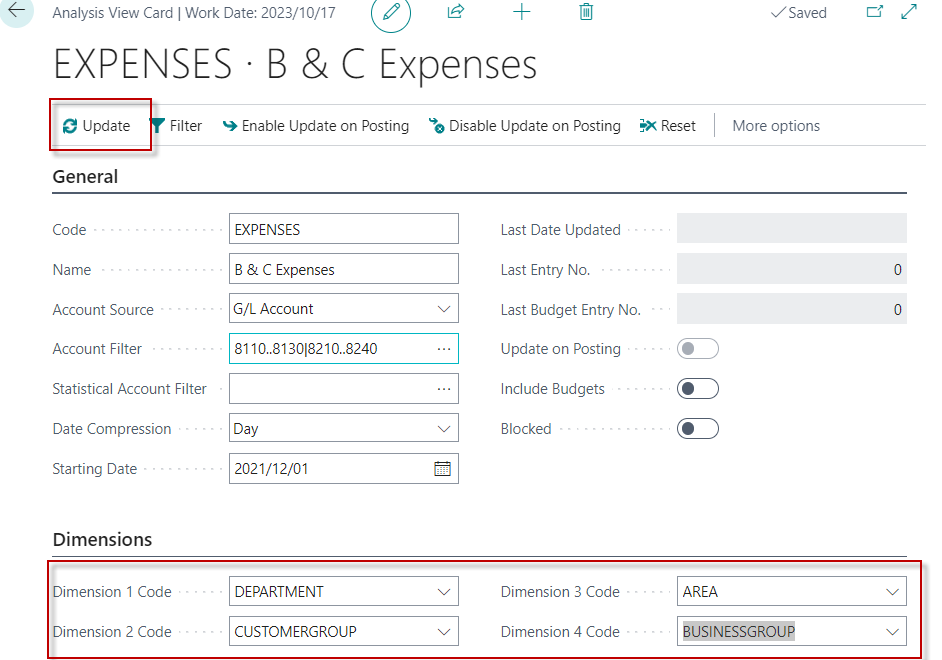 Analysis View Card | Work Date: 2023/10/17
Saved
EXPENSES · B & C Expenses
Update Filter Enable Update on Posting Disable Update on Posting Reset More options
General
Code EXPENSES
Last Date Updated
Name B & C Expenses
Last Entry No. 0
Account Source G/L Account
Last Budget Entry No. 0
Account Filter 8110..8130|8210..8240 ...
Update on Posting
Statistical Account Filter ...
Include Budgets
Date Compression Day
Blocked
Starting Date 2021/12/01
Dimensions
Dimension 1 Code DEPARTMENT
Dimension 3 Code AREA
Dimension 2 Code CUSTOMERGROUP
Dimension 4 Code BUSINESSGROUP